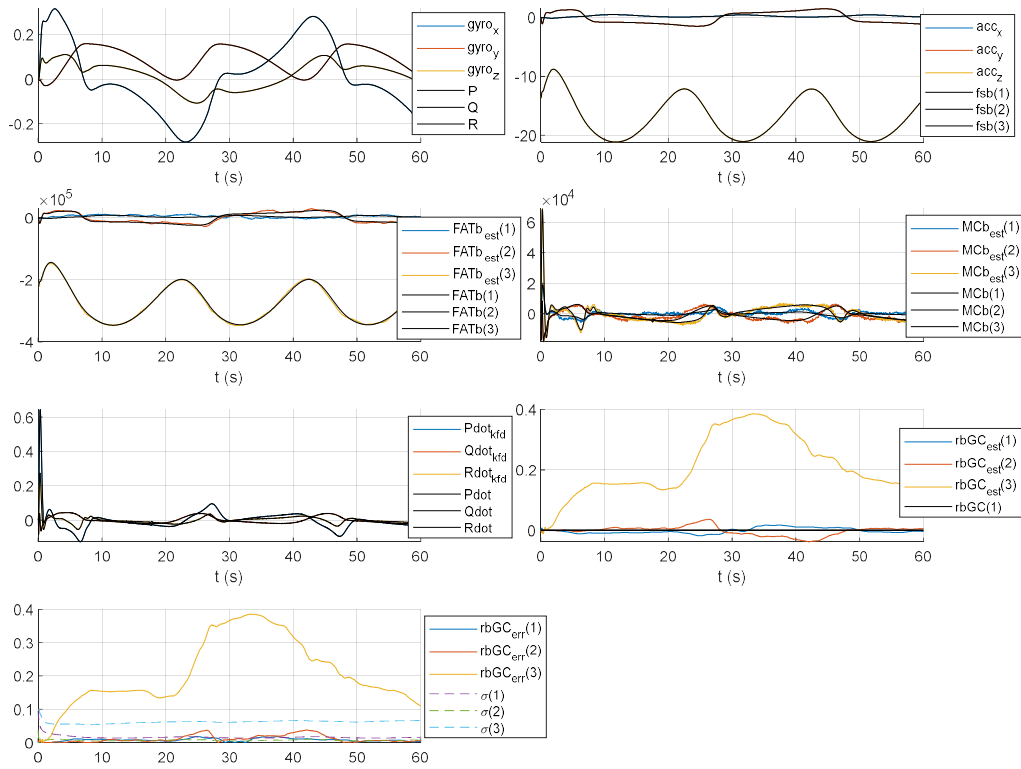 0.2
0
-0.2
0 10 20 30 40 50 60
t (s)
gyro_x
gyro_y
gyro_z
P
Q
R
0
-10
-20
0 10 20 30 40 50 60
t (s)
acc_x
acc_y
acc_z
fsb(1)
fsb(2)
fsb(3)
×10^5
0
-2
-4
0 10 20 30 40 50 60
t (s)
FATb_est(1)
FATb_est(2)
FATb_est(3)
FATb(1)
FATb(2)
FATb(3)
×10^4
6
4
2
0
0 10 20 30 40 50 60
t (s)
MCb_est(1)
MCb_est(2)
MCb_est(3)
MCb(1)
MCb(2)
MCb(3)
0.6
0.4
0.2
0
0 10 20 30 40 50 60
t (s)
Pdot_kfd
Qdot_kfd
Rdot_kfd
Pdot
Qdot
Rdot
0.4
0.2
0
0 10 20 30 40 50 60
t (s)
rbGC_est(1)
rbGC_est(2)
rbGC_est(3)
rbGC(1)
0.4
0.3
0.2
0.1
0
0 10 20 30 40 50 60
t (s)
rbGC_err(1)
rbGC_err(2)
rbGC_err(3)
σ(1)
σ(2)
σ(3)